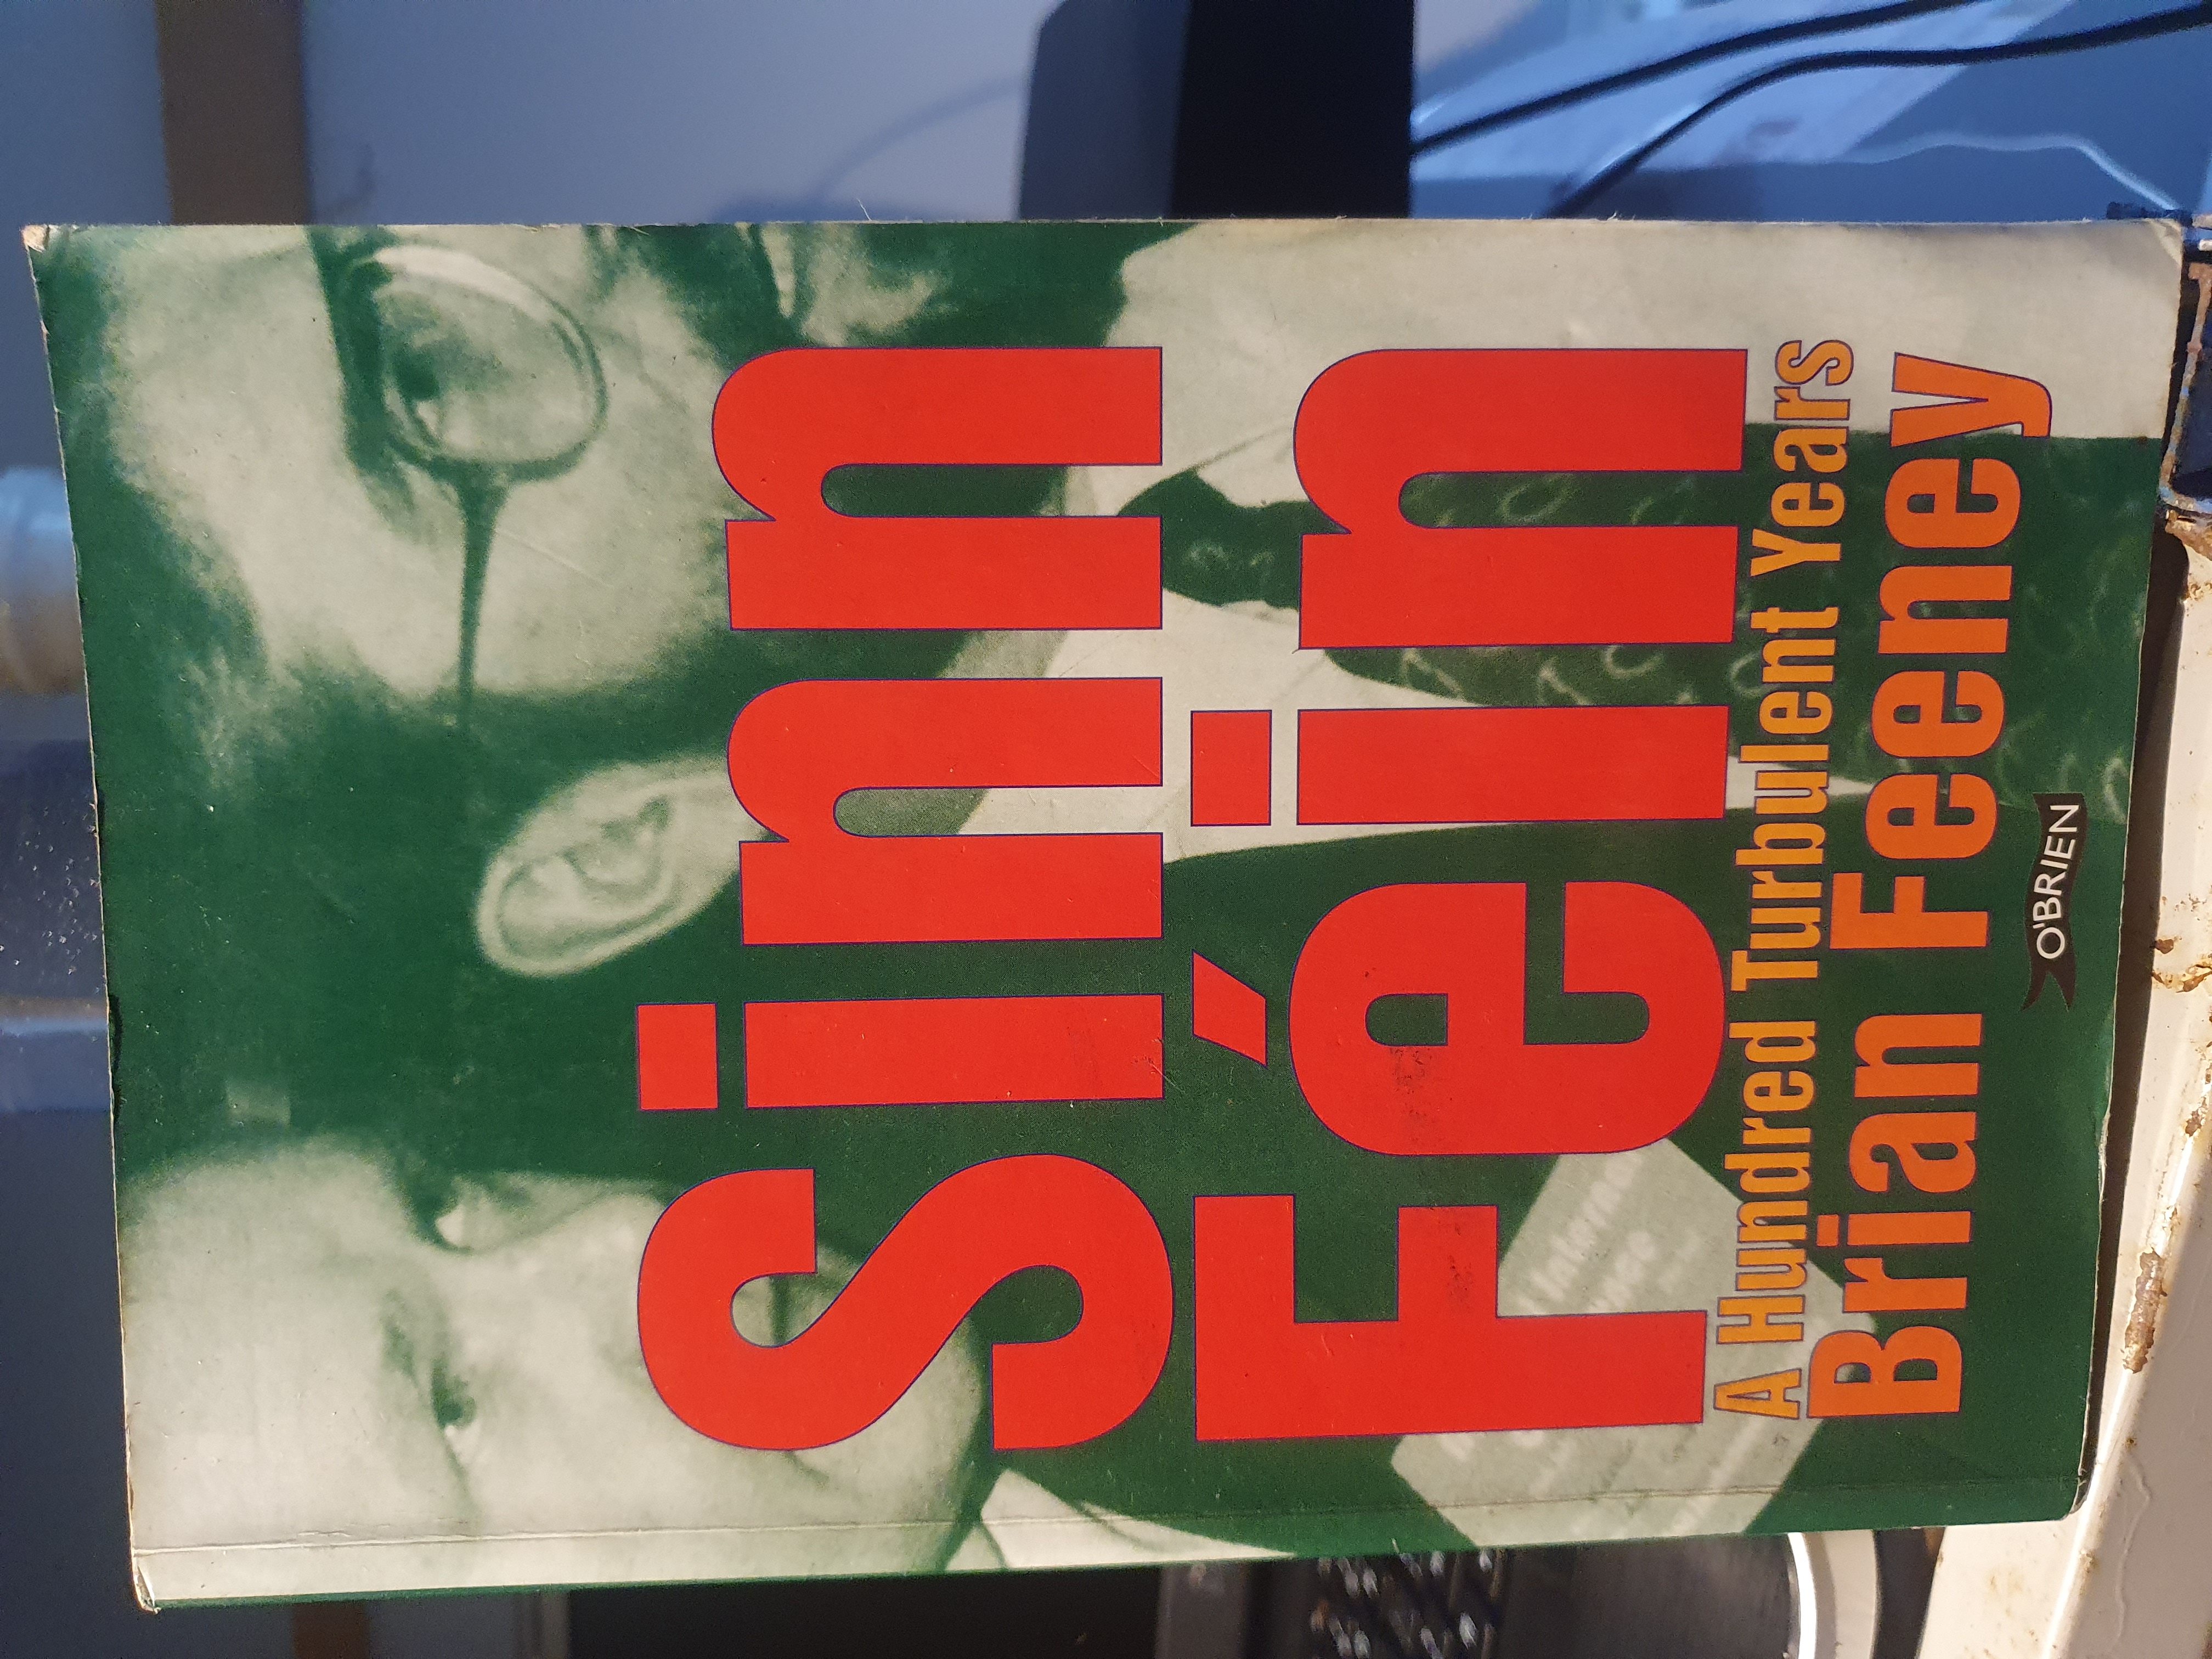 Sinn
Féin
A Hundred Turbulent Years
Brian Feeney
O'BRIEN